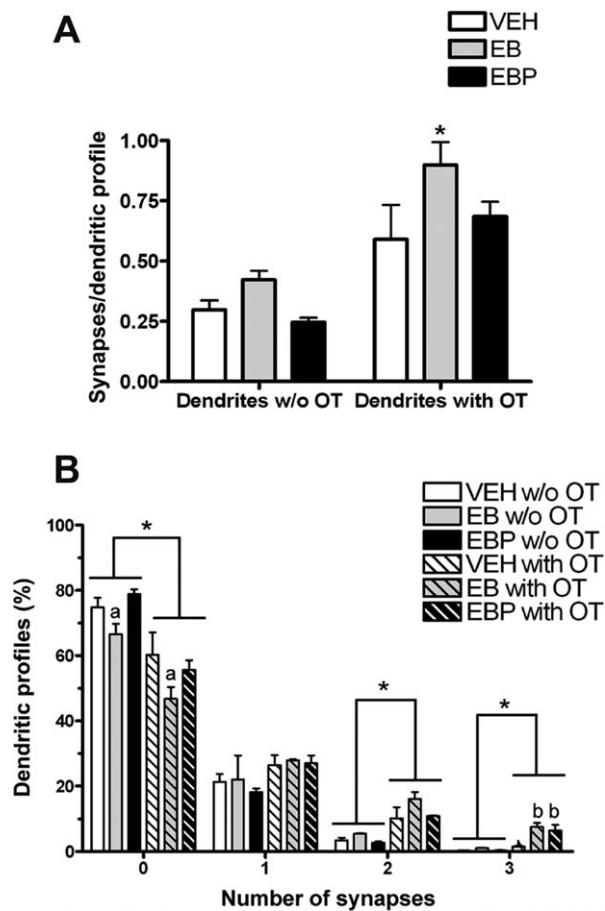 A
VEH
EB
EBP
Synapses/dendritic profile
1.00
0.75
0.50
0.25
0.00
*
Dendrites w/o OT
Dendrites with OT
B
VEH w/o OT
EB w/o OT
EBP w/o OT
VEH with OT
EB with OT
EBP with OT
Dendritic profiles (%)
100
80
60
40
20
0
* * *
a a b b
0 1 2 3
Number of synapses